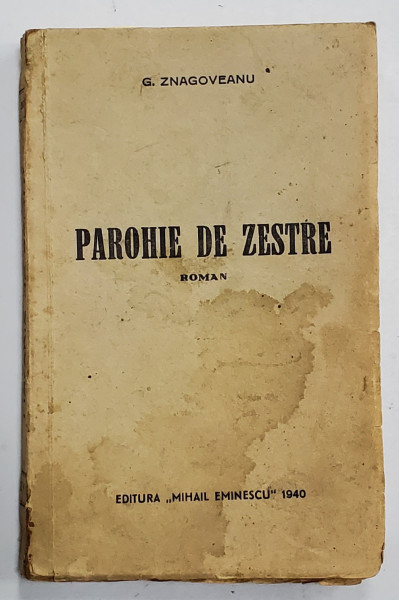 G. ZNAGOVEANU
PAROHIE DE ZESTRE
ROMAN
EDITURA „MIHAIL EMINESCU" 1940